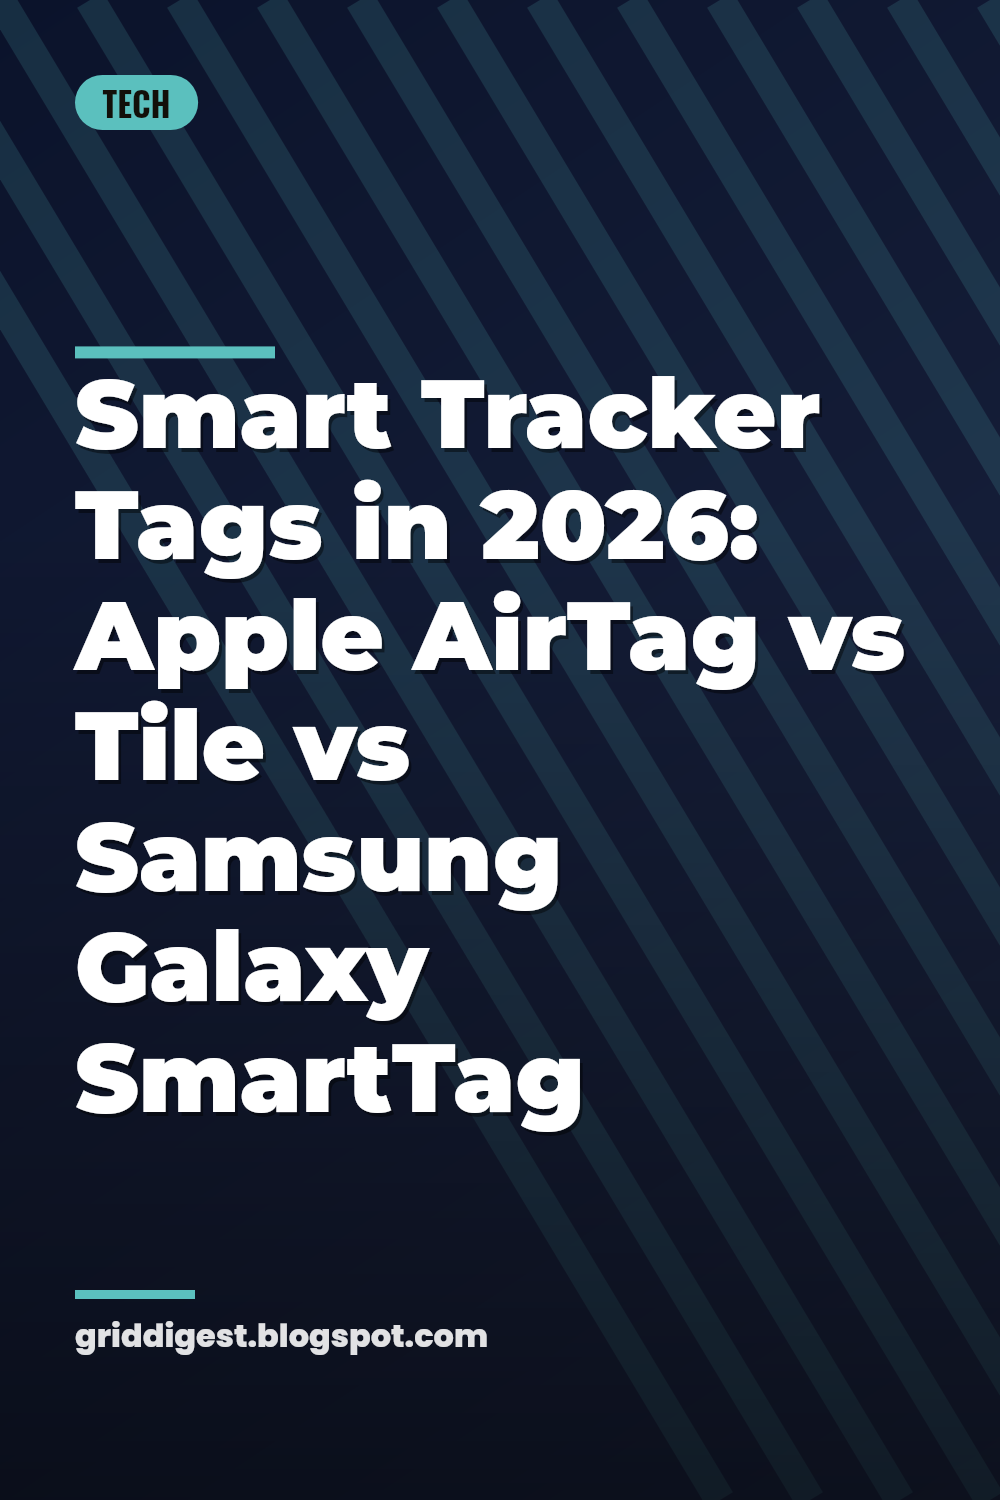 TECH
Smart Tracker
Tags in 2026:
Apple AirTag vs
Tile vs
Samsung
Galaxy
SmartTag
griddigest.blogspot.com